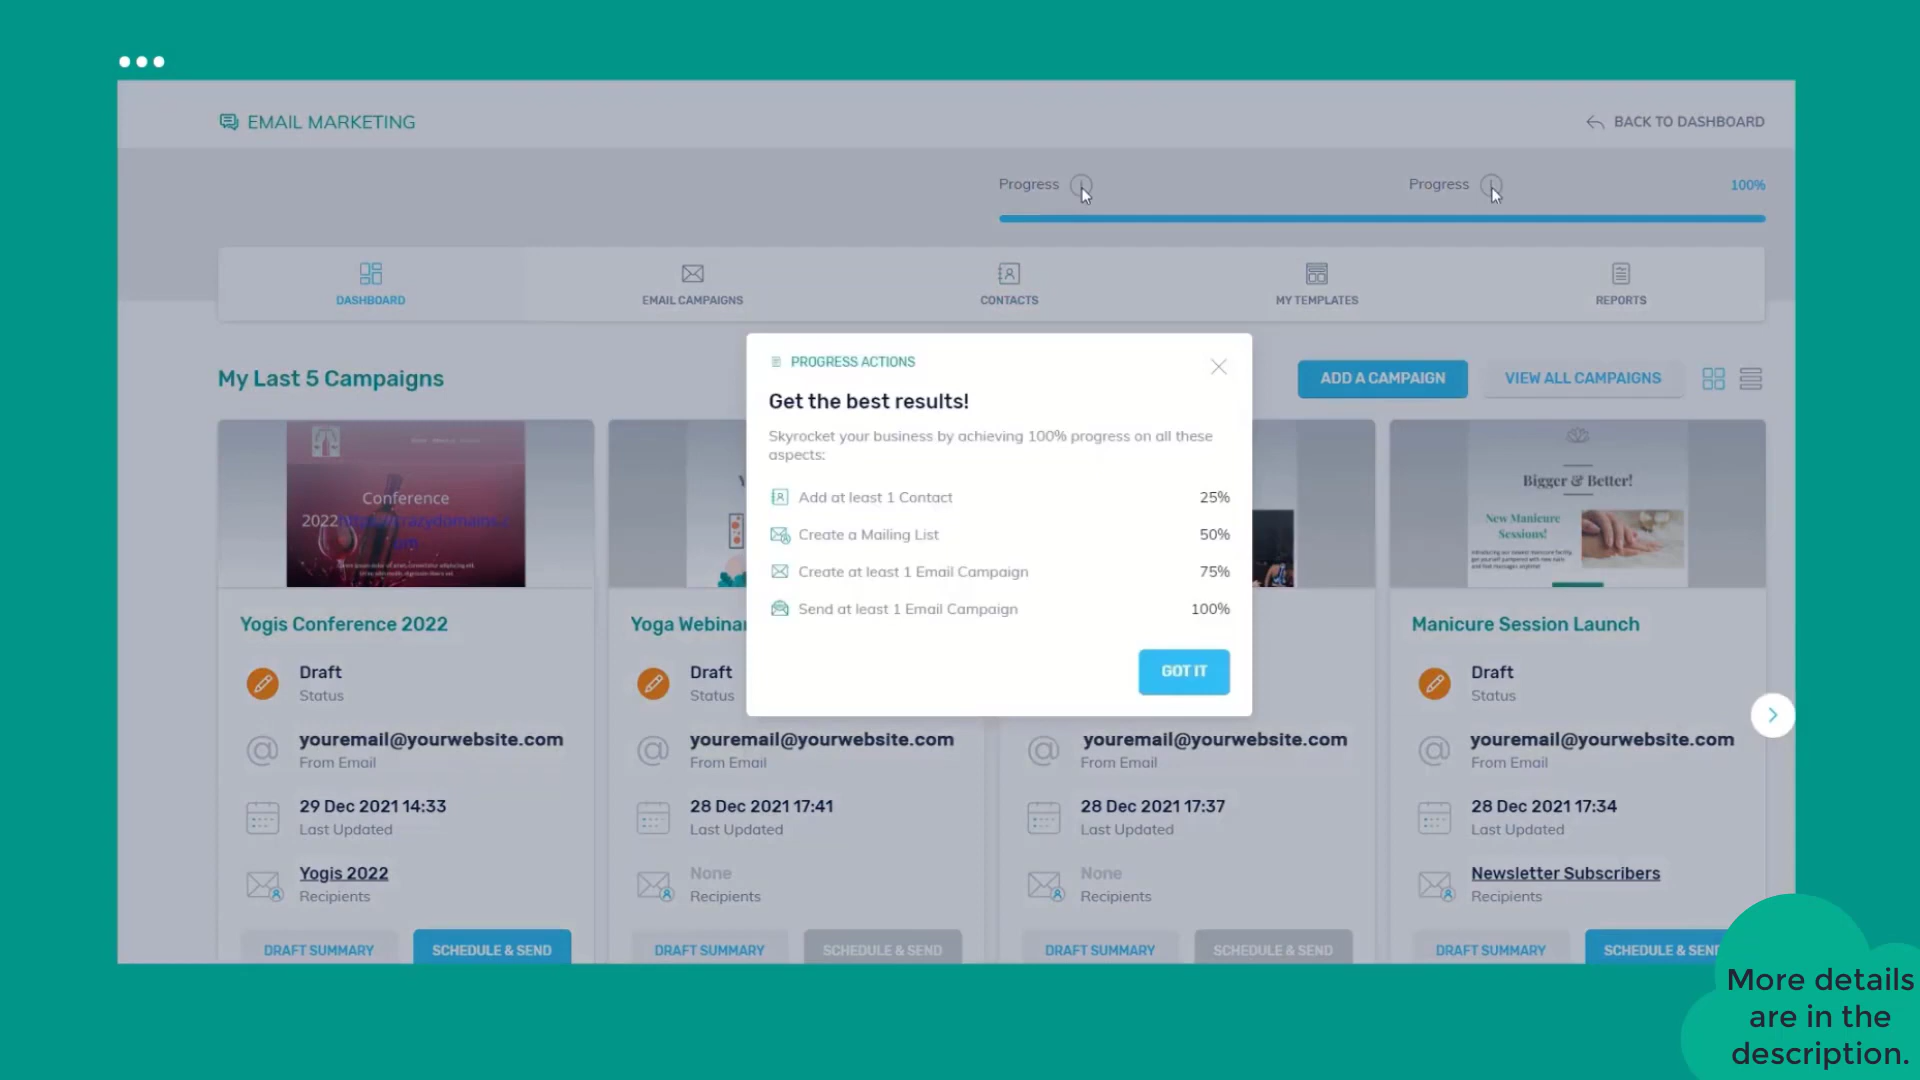 EMAIL MARKETING
BACK TO DASHBOARD
Progress
Progress
100%
DASHBOARD
EMAIL CAMPAIGNS
CONTACTS
MY TEMPLATES
REPORTS
My Last 5 Campaigns
ADD A CAMPAIGN
VIEW ALL CAMPAIGNS
PROGRESS ACTIONS
Get the best results!
Skyrocket your business by achieving 100% progress on all these
aspects:
Add at least 1 Contact 25%
Create a Mailing List 50%
Create at least 1 Email Campaign 75%
Send at least 1 Email Campaign 100%
GOT IT
Conference
2022
Yogis Conference 2022
Draft
Status
youremail@yourwebsite.com
From Email
29 Dec 2021 14:33
Last Updated
Yogis 2022
Recipients
DRAFT SUMMARY
SCHEDULE & SEND
Yoga Webinar
Draft
Status
youremail@yourwebsite.com
From Email
28 Dec 2021 17:41
Last Updated
None
Recipients
DRAFT SUMMARY
SCHEDULE & SEND
youremail@yourwebsite.com
From Email
28 Dec 2021 17:37
Last Updated
None
Recipients
DRAFT SUMMARY
SCHEDULE & SEND
Bigger & Better!
New Manicure
Sessions!
Manicure Session Launch
Draft
Status
youremail@yourwebsite.com
From Email
28 Dec 2021 17:34
Last Updated
Newsletter Subscribers
Recipients
DRAFT SUMMARY
SCHEDULE & SEND
More details
are in the
description.